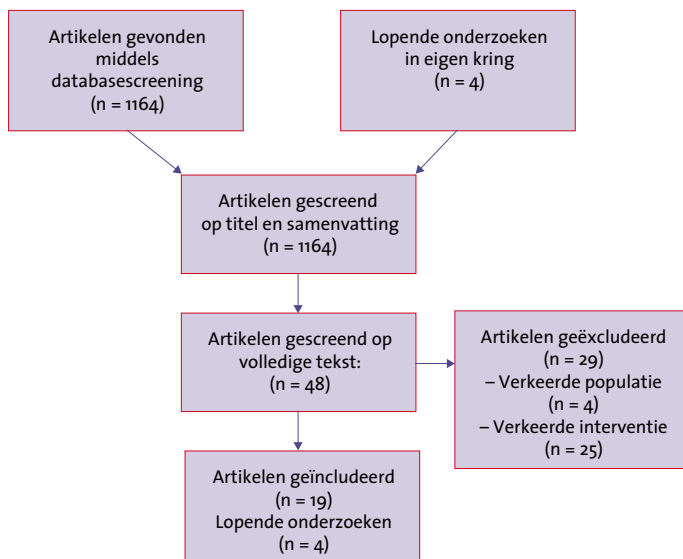 Artikelen gevonden
middels
databasescreening
(n = 1164)
Lopende onderzoeken
in eigen kring
(n = 4)
Artikelen gescreend
op titel en samenvatting
(n = 1164)
Artikelen gescreend op
volledige tekst:
(n = 48)
Artikelen geëxcludeerd
(n = 29)
– Verkeerde populatie
(n = 4)
– Verkeerde interventie
(n = 25)
Artikelen geïncludeerd
(n = 19)
Lopende onderzoeken
(n = 4)